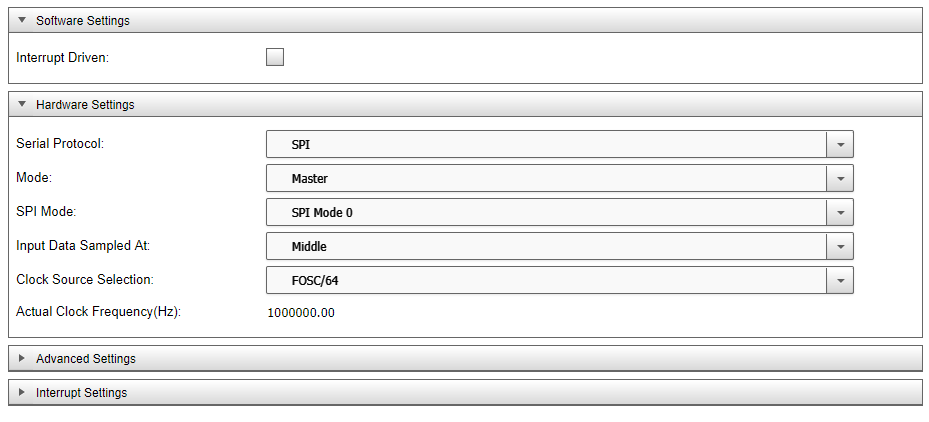 Software Settings
Interrupt Driven:
Hardware Settings
Serial Protocol: SPI
Mode: Master
SPI Mode: SPI Mode 0
Input Data Sampled At: Middle
Clock Source Selection: FOSC/64
Actual Clock Frequency(Hz): 1000000.00
Advanced Settings
Interrupt Settings